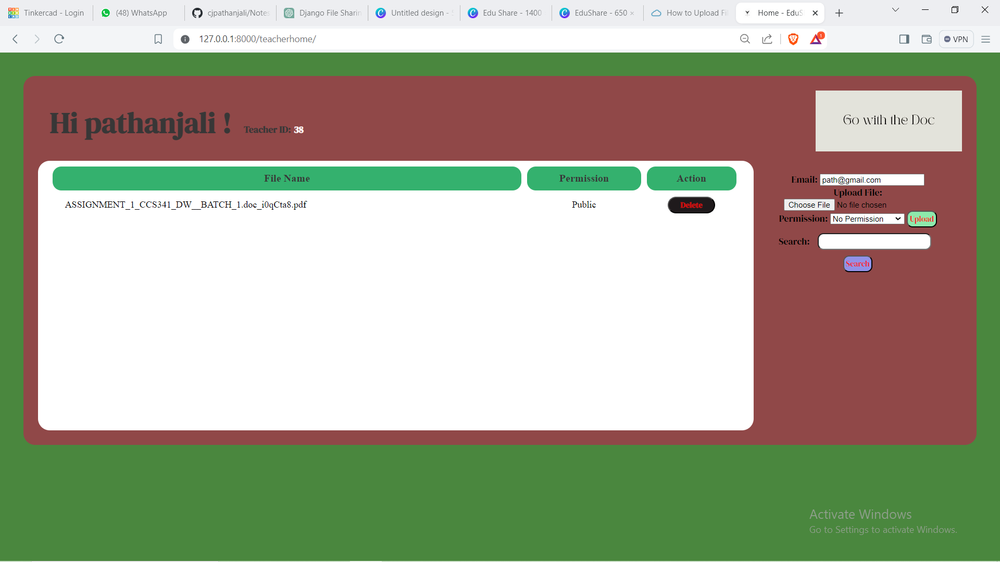 Tinkercad - Login
(48) WhatsApp
cjpathanjali/Notes
Django File Sharin
Untitled design -
Edu Share - 1400
EduShare - 650
How to Upload Fi
Home - EduS
127.0.0.1:8000/teacherhome/
1
VPN
Hi pathanjali !
Teacher ID: 38
Go with the Doc
File Name
Permission
Action
ASSIGNMENT_1_CCS341_DW__BATCH_1.doc_i0qCta8.pdf
Public
Delete
Email: path@gmail.com
Upload File:
Choose File No file chosen
Permission: No Permission Upload
Search:
Search
Activate Windows
Go to Settings to activate Windows.